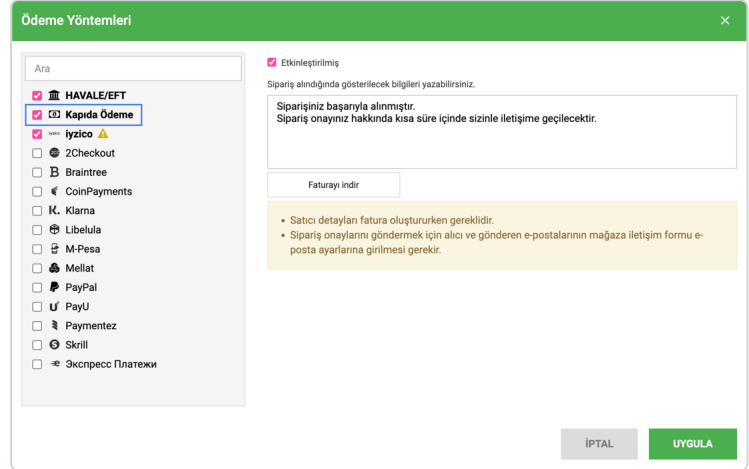 Ödeme Yöntemleri
Ara
HAVALE/EFT
Kapıda Ödeme
iyzico
2Checkout
Braintree
CoinPayments
Klarna
Libelula
M-Pesa
Mellat
PayPal
PayU
Paymentez
Skrill
Экспресс Платежи
Etkinleştirilmiş
Sipariş alındığında gösterilecek bilgileri yazabilirsiniz.
Siparişiniz başarıyla alınmıştır.
Sipariş onayınız hakkında kısa süre içinde sizinle iletişime geçilecektir.
Faturayı indir
• Satıcı detayları fatura oluştururken gereklidir.
• Sipariş onaylarını göndermek için alıcı ve gönderen e-postalarının mağaza iletişim formu e-
posta ayarlarına girilmesi gerekir.
İPTAL
UYGULA